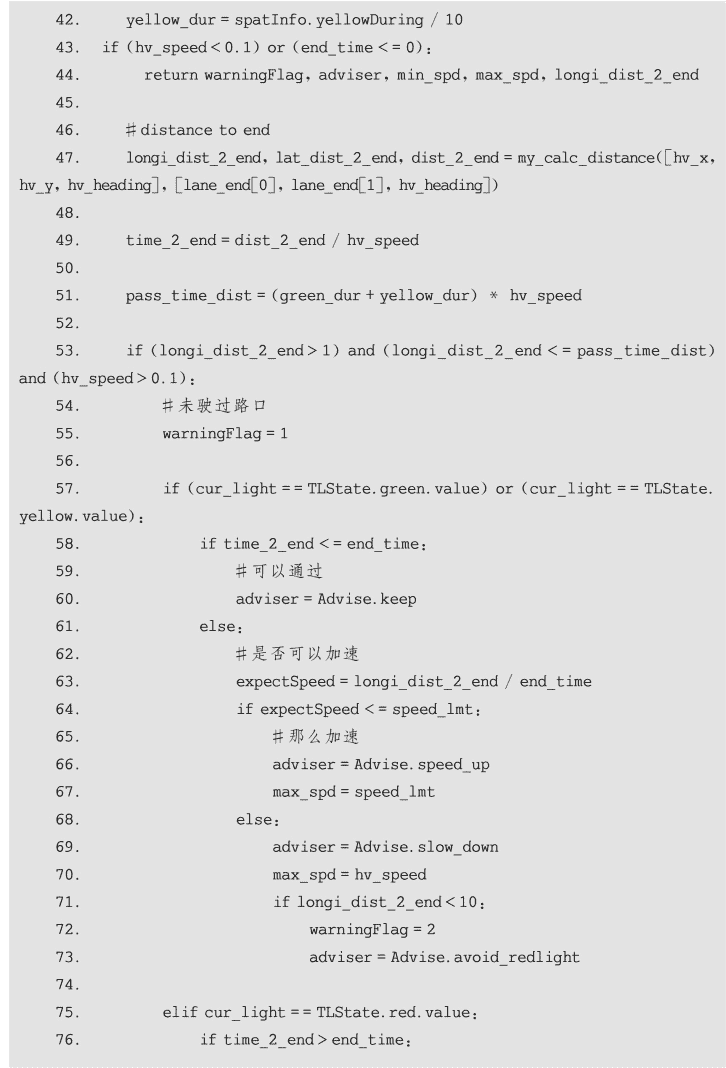 42. yellow_dur = spatInfo.yellowDuring / 10
43. if (hv_speed<0.1) or (end_time <= 0):
44. return warningFlag, adviser, min_spd, max_spd, longi_dist_2_end
45.
46. #distance to end
47. longi_dist_2_end, lat_dist_2_end, dist_2_end = my_calc_distance([hv_x,
hv_y, hv_heading], [lane_end[0], lane_end[1], hv_heading])
48.
49. time_2_end = dist_2_end / hv_speed
50.
51. pass_time_dist = (green_dur + yellow_dur) * hv_speed
52.
53. if (longi_dist_2_end > 1) and (longi_dist_2_end <= pass_time_dist)
and (hv_speed > 0.1):
54. #未驶过路口
55. warningFlag = 1
56.
57. if (cur_light == TLState.green.value) or (cur_light == TLState.
yellow.value):
58. if time_2_end <= end_time:
59. #可以通过
60. adviser = Advise.keep
61. else:
62. #是否可以加速
63. expectSpeed = longi_dist_2_end / end_time
64. if expectSpeed <= speed_lmt:
65. #那么加速
66. adviser = Advise.speed_up
67. max_spd = speed_lmt
68. else:
69. adviser = Advise.slow_down
70. max_spd = hv_speed
71. if longi_dist_2_end < 10:
72. warningFlag = 2
73. adviser = Advise.avoid_redlight
74.
75. elif cur_light == TLState.red.value:
76. if time_2_end > end_time: